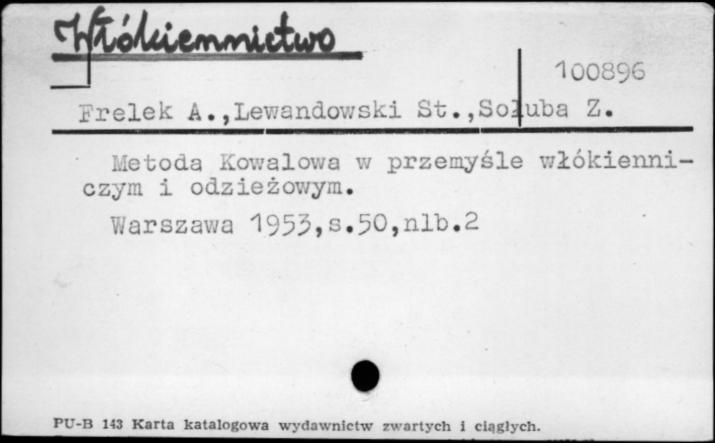 Włókiennictwo
100896
Frelek A.,Lewandowski St.,Sołuba Z.
Metoda Kowalowa w przemyśle włókienni-
czym i odzieżowym.
Warszawa 1953,s.50,nlb.2
PU-B 143 Karta katalogowa wydawnictw zwartych i ciągłych.